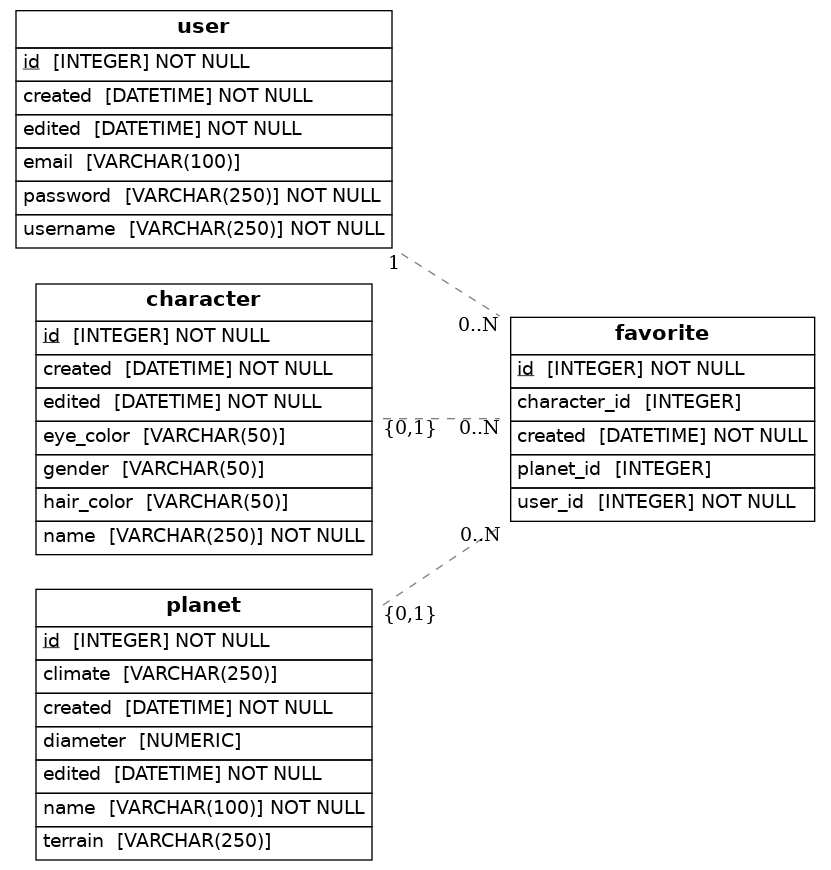 user
id [INTEGER] NOT NULL
created [DATETIME] NOT NULL
edited [DATETIME] NOT NULL
email [VARCHAR(100)]
password [VARCHAR(250)] NOT NULL
username [VARCHAR(250)] NOT NULL
1
0..N
character
id [INTEGER] NOT NULL
created [DATETIME] NOT NULL
edited [DATETIME] NOT NULL
eye_color [VARCHAR(50)]
gender [VARCHAR(50)]
hair_color [VARCHAR(50)]
name [VARCHAR(250)] NOT NULL
{0,1}
0..N
favorite
id [INTEGER] NOT NULL
character_id [INTEGER]
created [DATETIME] NOT NULL
planet_id [INTEGER]
user_id [INTEGER] NOT NULL
0..N
{0,1}
planet
id [INTEGER] NOT NULL
climate [VARCHAR(250)]
created [DATETIME] NOT NULL
diameter [NUMERIC]
edited [DATETIME] NOT NULL
name [VARCHAR(100)] NOT NULL
terrain [VARCHAR(250)]